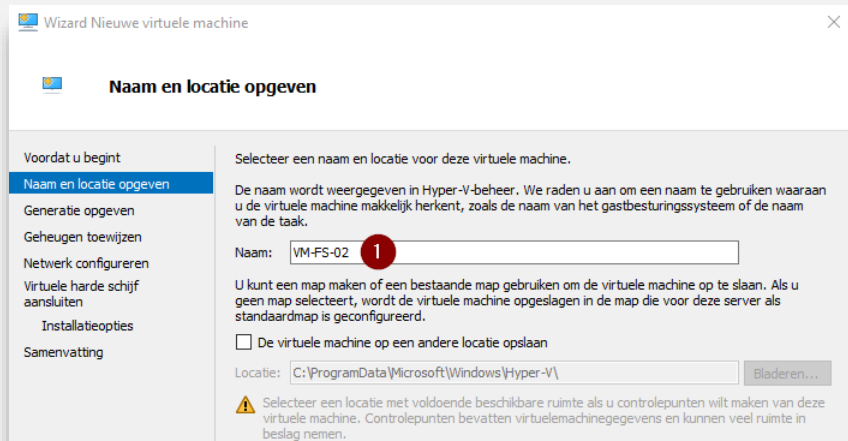 Wizard Nieuwe virtuele machine
Naam en locatie opgeven
Voordat u begint
Naam en locatie opgeven
Generatie opgeven
Geheugen toewijzen
Netwerk configureren
Virtuele harde schijf
aansluiten
Installatieopties
Samenvatting
Selecteer een naam en locatie voor deze virtuele machine.
De naam wordt weergegeven in Hyper-V-beheer. We raden u aan om een naam te gebruiken waaraan
u de virtuele machine makkelijk herkent, zoals de naam van het gastbesturingssysteem of de naam
van de taak.
Naam: VM-FS-02 1
U kunt een map maken of een bestaande map gebruiken om de virtuele machine op te slaan. Als u
geen map selecteert, wordt de virtuele machine opgeslagen in de map die voor deze server als
standaardmap is geconfigureerd.
De virtuele machine op een andere locatie opslaan
Locatie: C:\ProgramData\Microsoft\Windows\Hyper-V\ Bladeren...
Selecteer een locatie met voldoende beschikbare ruimte als u controlepunten wilt maken van deze
virtuele machine. Controlepunten bevatten virtuelemachinegegevens en kunnen veel ruimte in
beslag nemen.